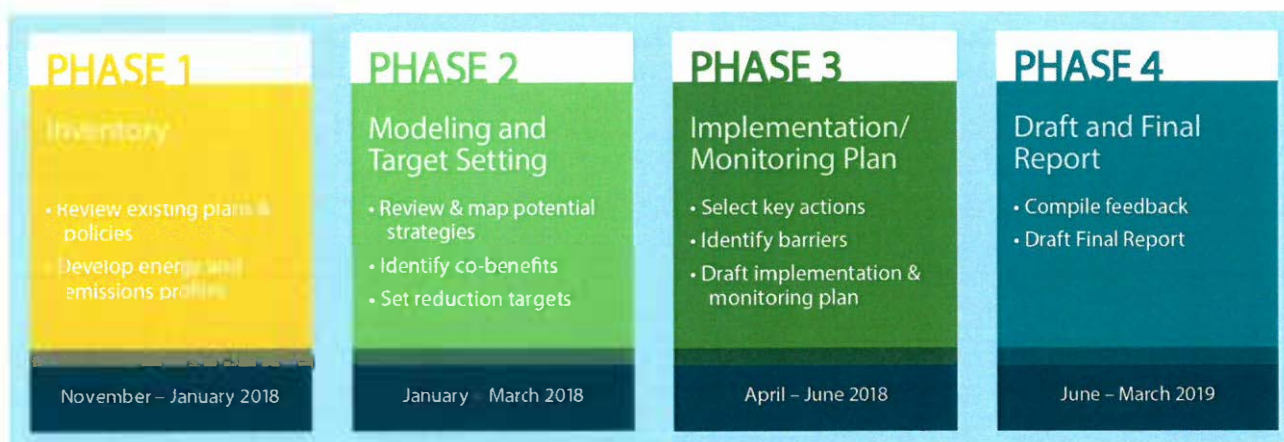 PHASE 1
Inventory
• Review existing plans &
policies
• Develop energy and
emissions profiles
November – January 2018
PHASE 2
Modeling and
Target Setting
• Review & map potential
strategies
• Identify co-benefits
• Set reduction targets
January – March 2018
PHASE 3
Implementation/
Monitoring Plan
• Select key actions
• Identify barriers
• Draft implementation &
monitoring plan
April – June 2018
PHASE 4
Draft and Final
Report
• Compile feedback
• Draft Final Report
June – March 2019